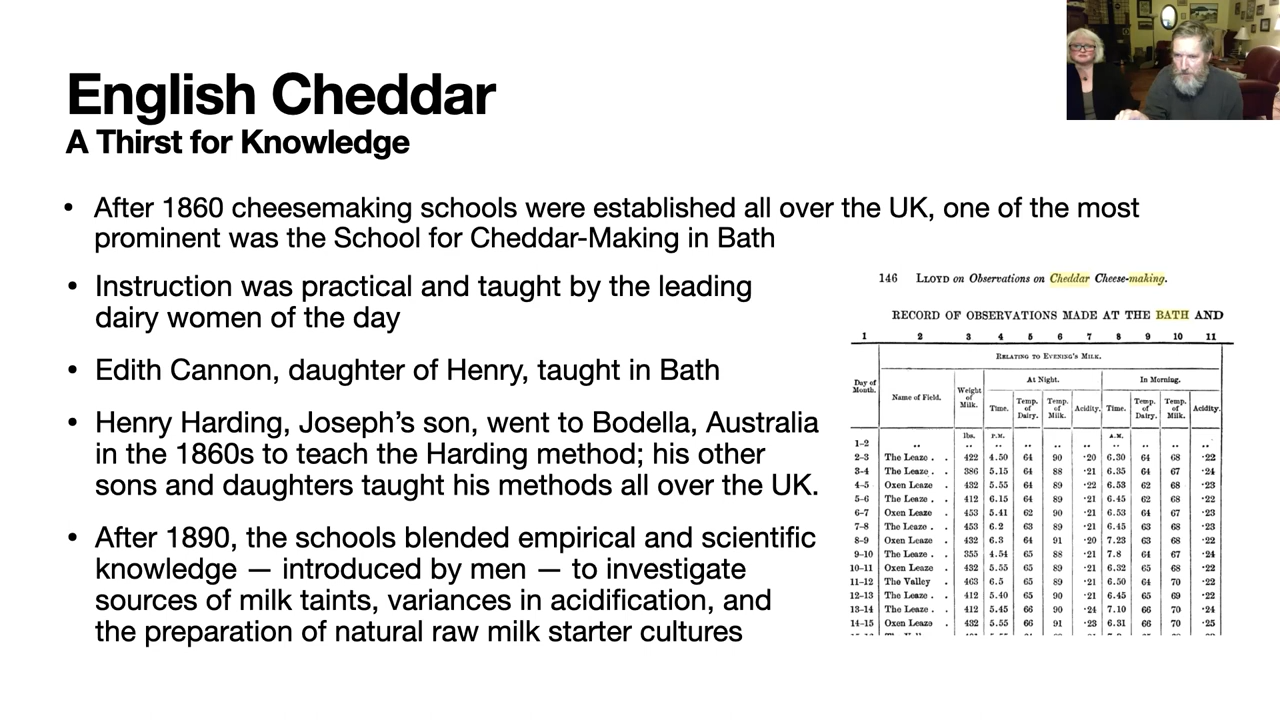 English Cheddar
A Thirst for Knowledge
• After 1860 cheesemaking schools were established all over the UK, one of the most
prominent was the School for Cheddar-Making in Bath
• Instruction was practical and taught by the leading
dairy women of the day
• Edith Cannon, daughter of Henry, taught in Bath
• Henry Harding, Joseph’s son, went to Bodella, Australia
in the 1860s to teach the Harding method; his other
sons and daughters taught his methods all over the UK.
• After 1890, the schools blended empirical and scientific
knowledge — introduced by men — to investigate
sources of milk taints, variances in acidification, and
the preparation of natural raw milk starter cultures
146 LLOYD on Observations on Cheddar Cheese-making.
RECORD OF OBSERVATIONS MADE AT THE BATH AND
1 2 3 4 5 6 7 8 9 10 11
RELATING TO EVENING'S MILK.
At Night. In Morning.
Day of Month. Name of Field. Weight of Milk. Time. Temp. of Dairy. Temp. of Milk. Acidity. Time. Temp. of Dairy. Temp. of Milk. Acidity.
lbs. P.M. A.M.
1-2 .. .. .. .. .. .. .. .. .. ..
2-3 The Leaze . . 422 4.50 64 90 ·20 6.30 64 68 ·22
3-4 The Leaze . . 386 5.15 64 88 ·21 6.35 64 67 ·24
4-5 Oxen Leaze . 432 5.55 64 89 ·22 6.53 62 68 ·23
5-6 The Leaze . . 412 6.15 64 89 ·21 6.45 62 68 ·22
6-7 Oxen Leaze . 453 5.41 62 90 ·21 6.53 64 67 ·23
7-8 The Leaze . . 453 6.2 63 89 ·21 6.45 63 68 ·23
8-9 Oxen Leaze . 432 6.3 64 91 ·20 7.23 63 68 ·22
9-10 The Leaze . . 355 4.54 65 88 ·21 7.8 64 67 ·24
10-11 Oxen Leaze . 432 5.55 65 89 ·21 6.32 65 68 ·22
11-12 The Valley . 463 6.5 65 89 ·21 6.50 64 70 ·22
12-13 The Leaze . . 412 5.40 65 90 ·21 6.45 65 69 ·22
13-14 The Leaze . . 412 5.45 66 90 ·24 7.10 66 70 ·24
14-15 Oxen Leaze . 432 5.55 66 91 ·23 6.31 66 70 ·25